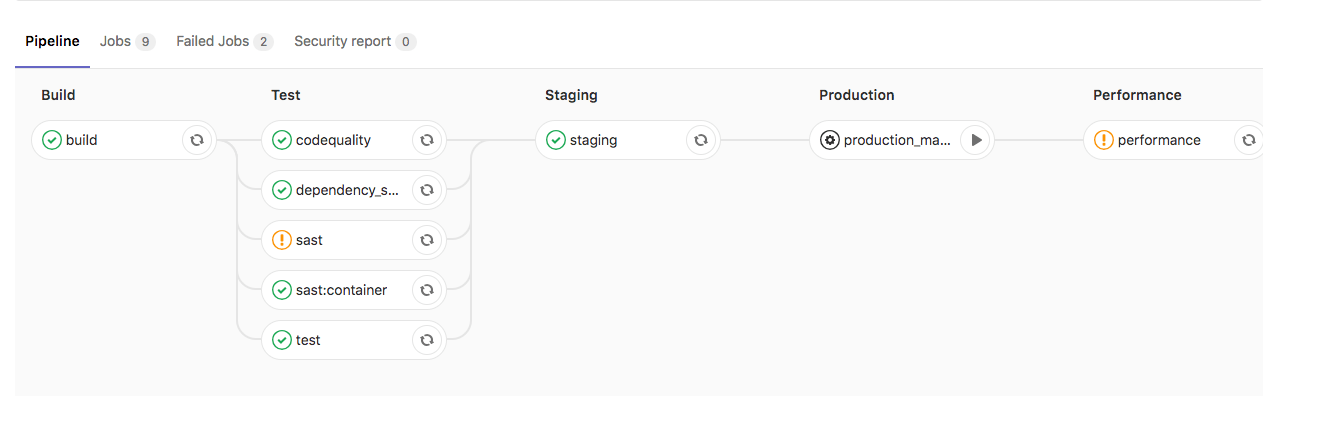 Pipeline Jobs 9 Failed Jobs 2 Security report 0
Build Test Staging Production Performance
build codequality staging production_ma... performance
dependency_s...
sast
sast:container
test